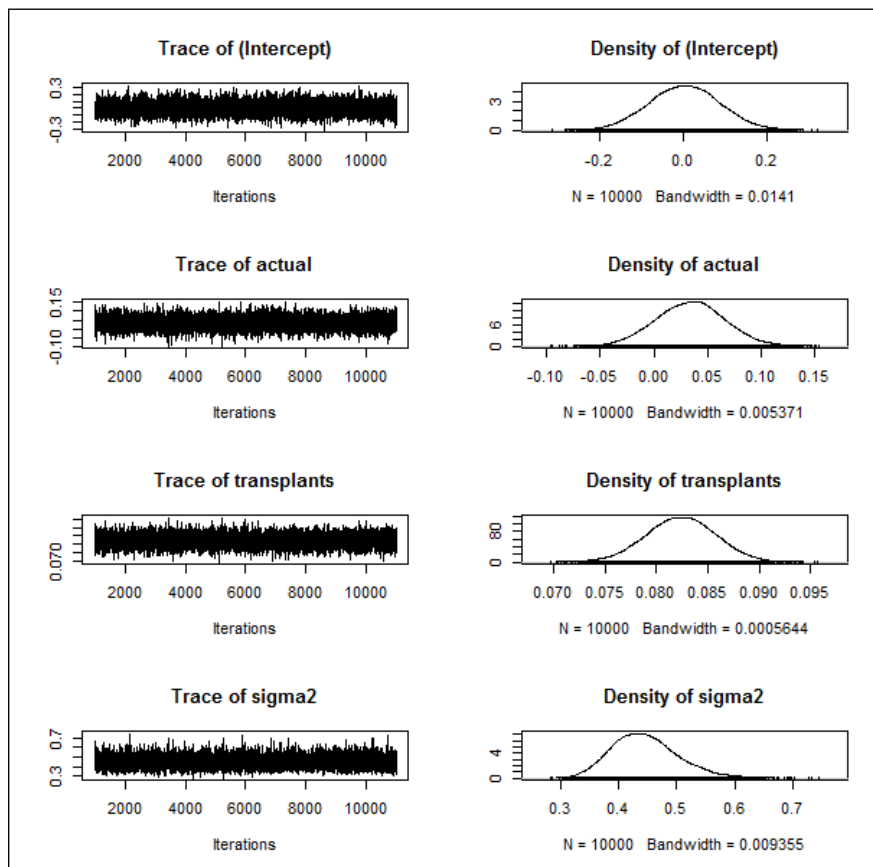 Trace of (Intercept)
0.3
-0.3
2000 4000 6000 8000 10000
Iterations
Density of (Intercept)
3
0
-0.2 0.0 0.2
N = 10000 Bandwidth = 0.0141
Trace of actual
0.15
-0.10
2000 4000 6000 8000 10000
Iterations
Density of actual
6
0
-0.10 -0.05 0.00 0.05 0.10 0.15
N = 10000 Bandwidth = 0.005371
Trace of transplants
0.070
2000 4000 6000 8000 10000
Iterations
Density of transplants
80
0
0.070 0.075 0.080 0.085 0.090 0.095
N = 10000 Bandwidth = 0.0005644
Trace of sigma2
0.7
0.3
2000 4000 6000 8000 10000
Iterations
Density of sigma2
4
0
0.3 0.4 0.5 0.6 0.7
N = 10000 Bandwidth = 0.009355